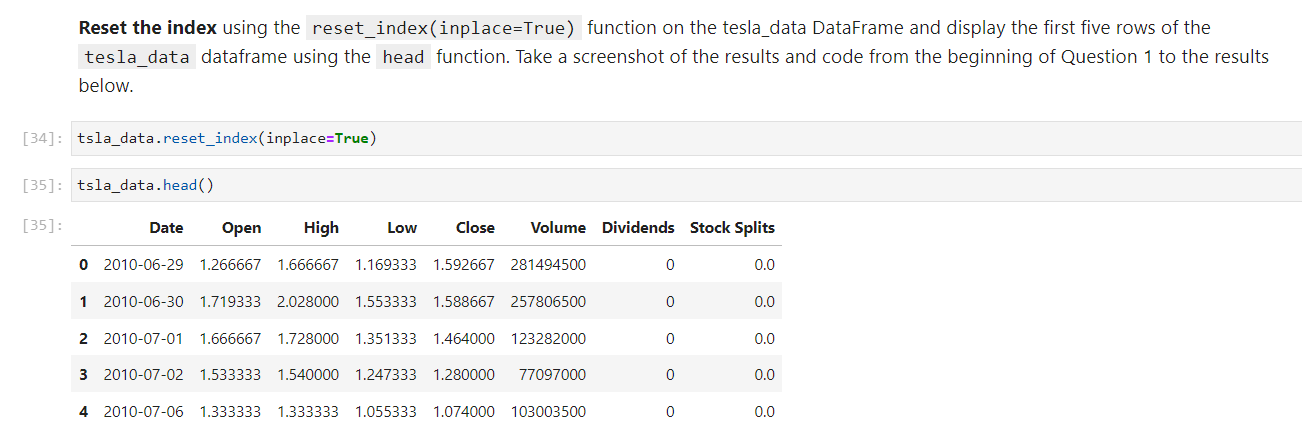 Reset the index using the reset_index(inplace=True) function on the tesla_data DataFrame and display the first five rows of the
tesla_data dataframe using the head function. Take a screenshot of the results and code from the beginning of Question 1 to the results
below.
[34]: tsla_data.reset_index(inplace=True)
[35]: tsla_data.head()
[35]: Date Open High Low Close Volume Dividends Stock Splits
0 2010-06-29 1.266667 1.666667 1.169333 1.592667 281494500 0 0.0
1 2010-06-30 1.719333 2.028000 1.553333 1.588667 257806500 0 0.0
2 2010-07-01 1.666667 1.728000 1.351333 1.464000 123282000 0 0.0
3 2010-07-02 1.533333 1.540000 1.247333 1.280000 77097000 0 0.0
4 2010-07-06 1.333333 1.333333 1.055333 1.074000 103003500 0 0.0